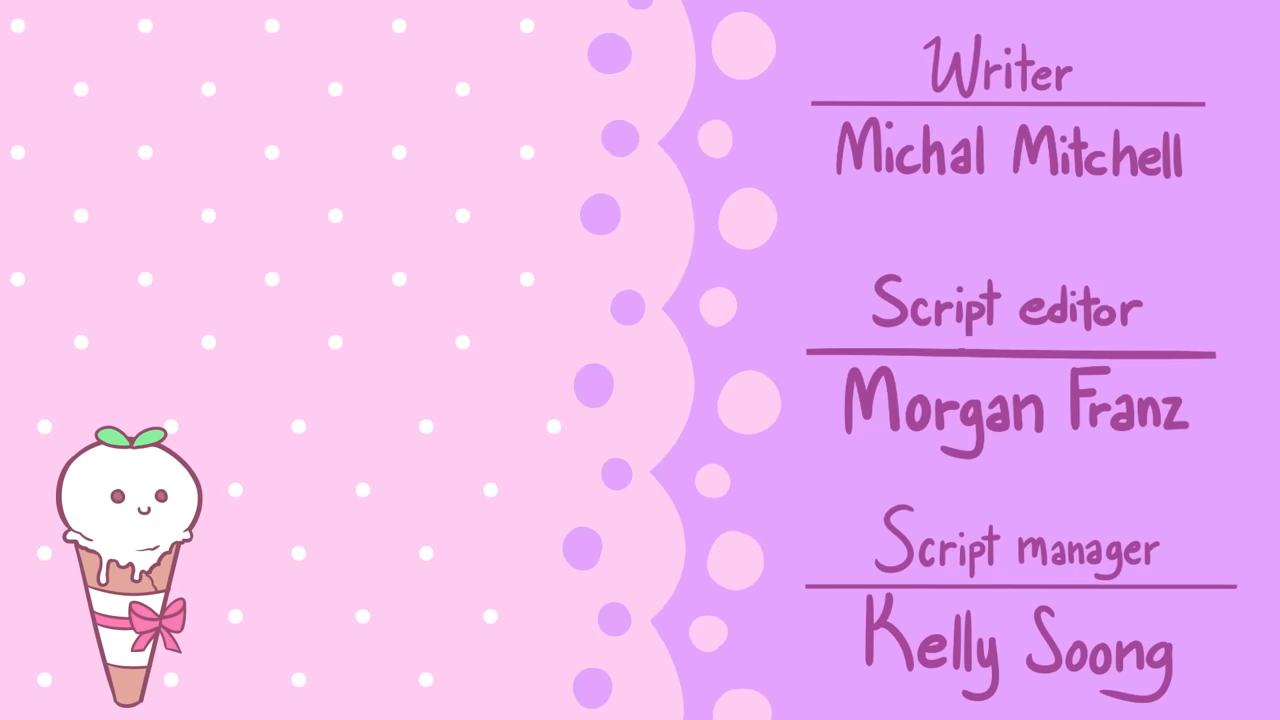 Writer
Michal Mitchell
Script editor
Morgan Franz
Script manager
Kelly Soong